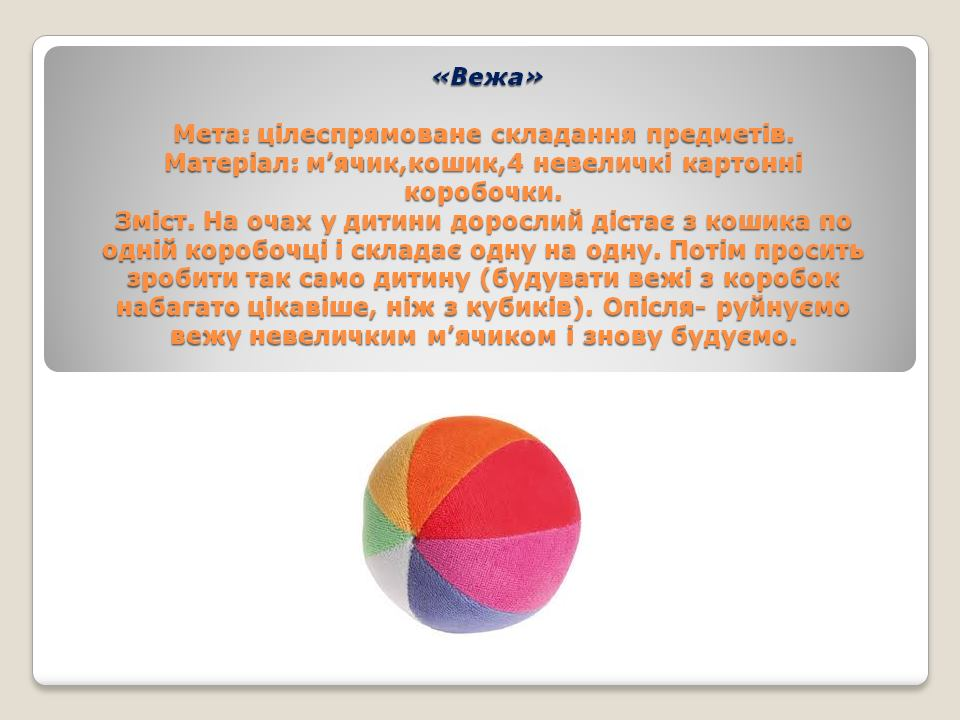 «Вежа»
Мета: цілеспрямоване складання предметів.
Матеріал: м’ячик,кошик,4 невеличкі картонні
коробочки.
Зміст. На очах у дитини дорослий дістає з кошика по
одній коробочці і складає одну на одну. Потім просить
зробити так само дитину (будувати вежі з коробок
набагато цікавіше, ніж з кубиків). Опісля- руйнуємо
вежу невеличким м’ячиком і знову будуємо.